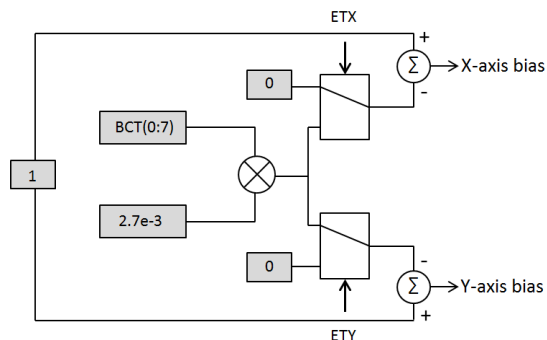 ETX
+
Σ
X-axis bias
-
0
BCT(0:7)
1
2.7e-3
0
-
Σ
Y-axis bias
+
ETY